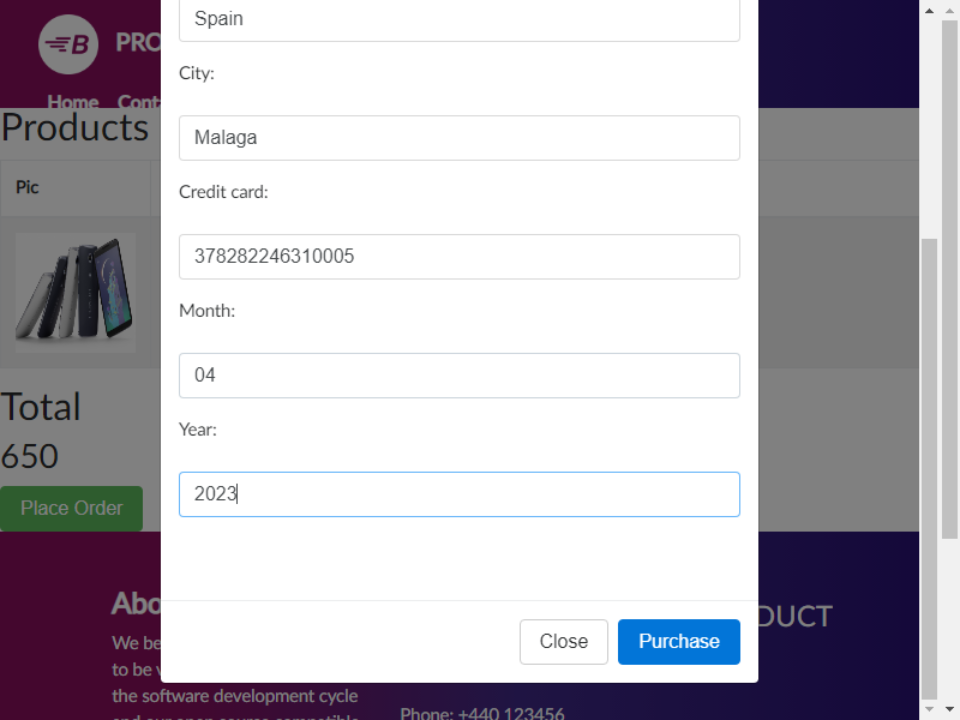 B PRO
Home Cont
Products
Pic
Spain
City:
Malaga
Credit card:
378282246310005
Month:
04
Year:
2023
Total
650
Place Order
Close Purchase
Abo
DUCT
We be
to be
the software development cycle
Phone: +440 123456